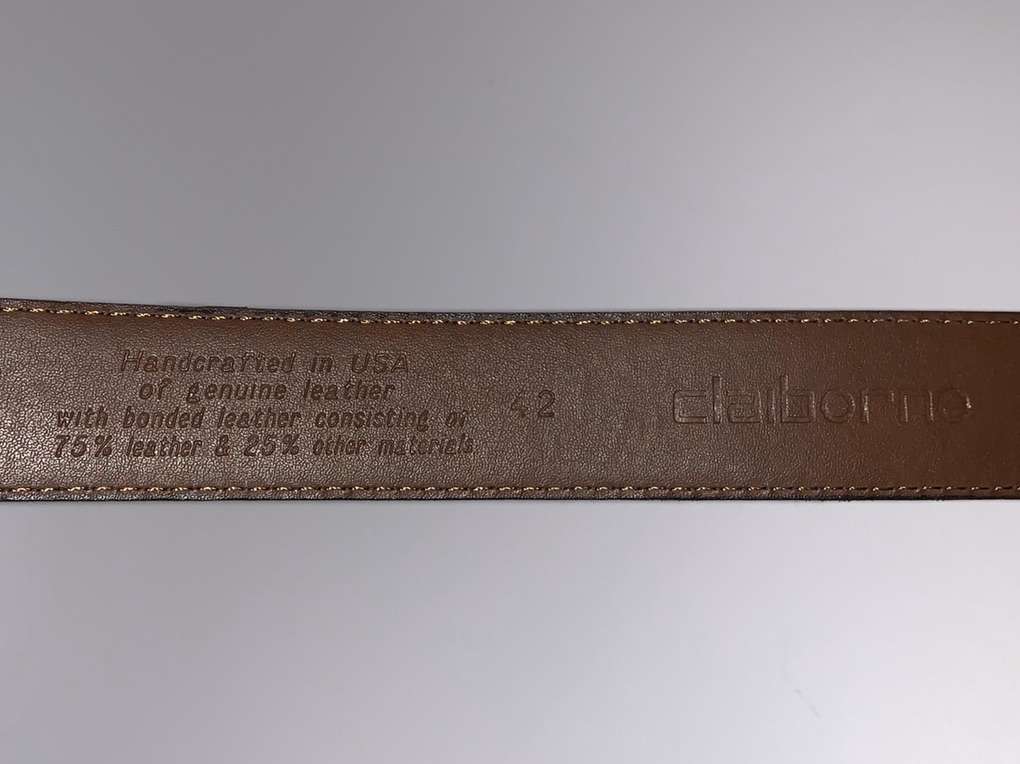 Handcrafted in USA
of genuine leather
with bonded leather consisting of
75% leather & 25% other materials
42
claiborne